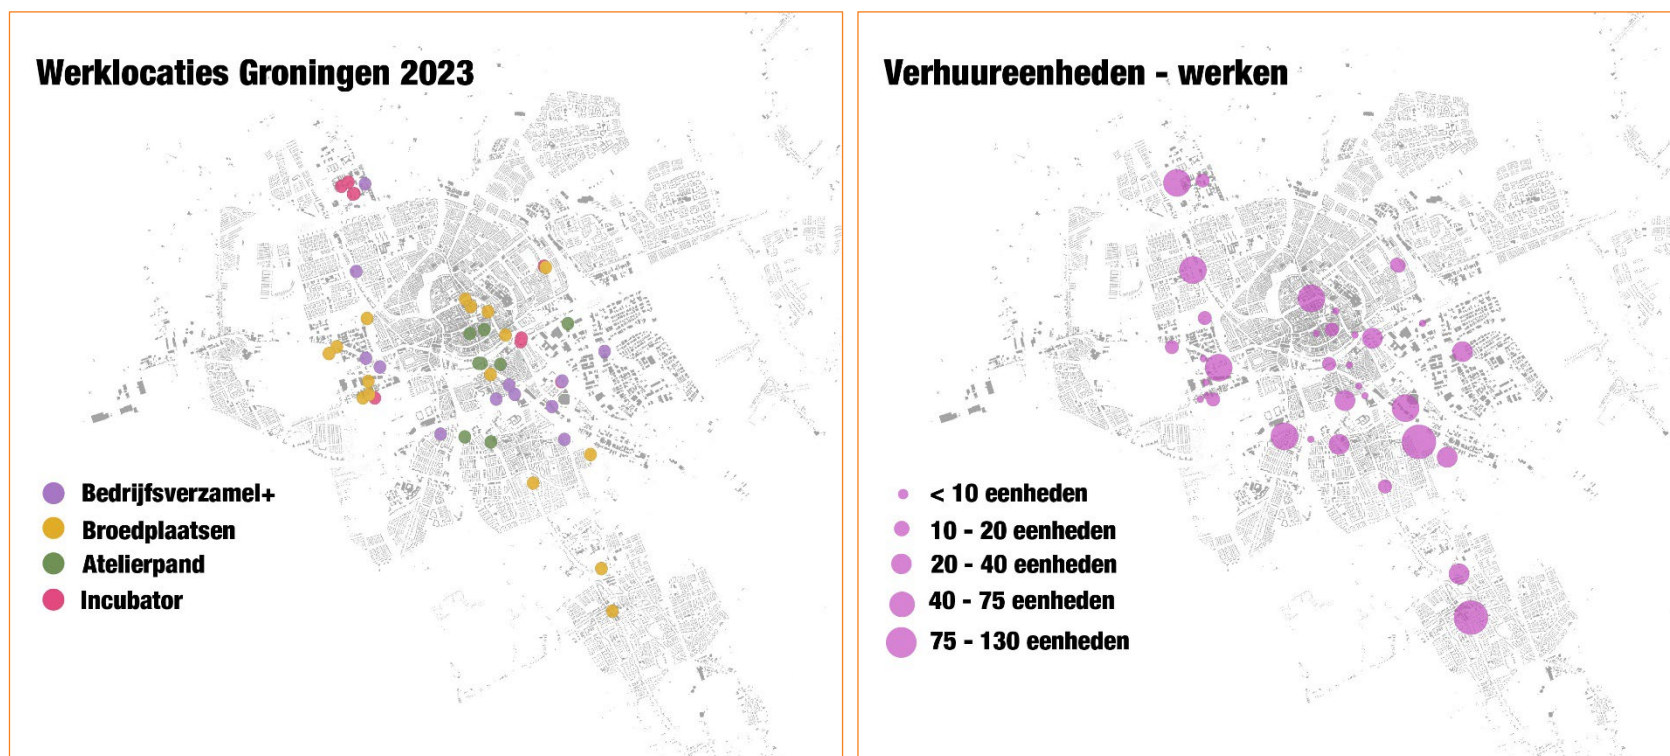 Werklocaties Groningen 2023
Bedrijfsverzamel+
Broedplaatsen
Atelierpand
Incubator
Verhuureenheden - werken
< 10 eenheden
10 - 20 eenheden
20 - 40 eenheden
40 - 75 eenheden
75 - 130 eenheden